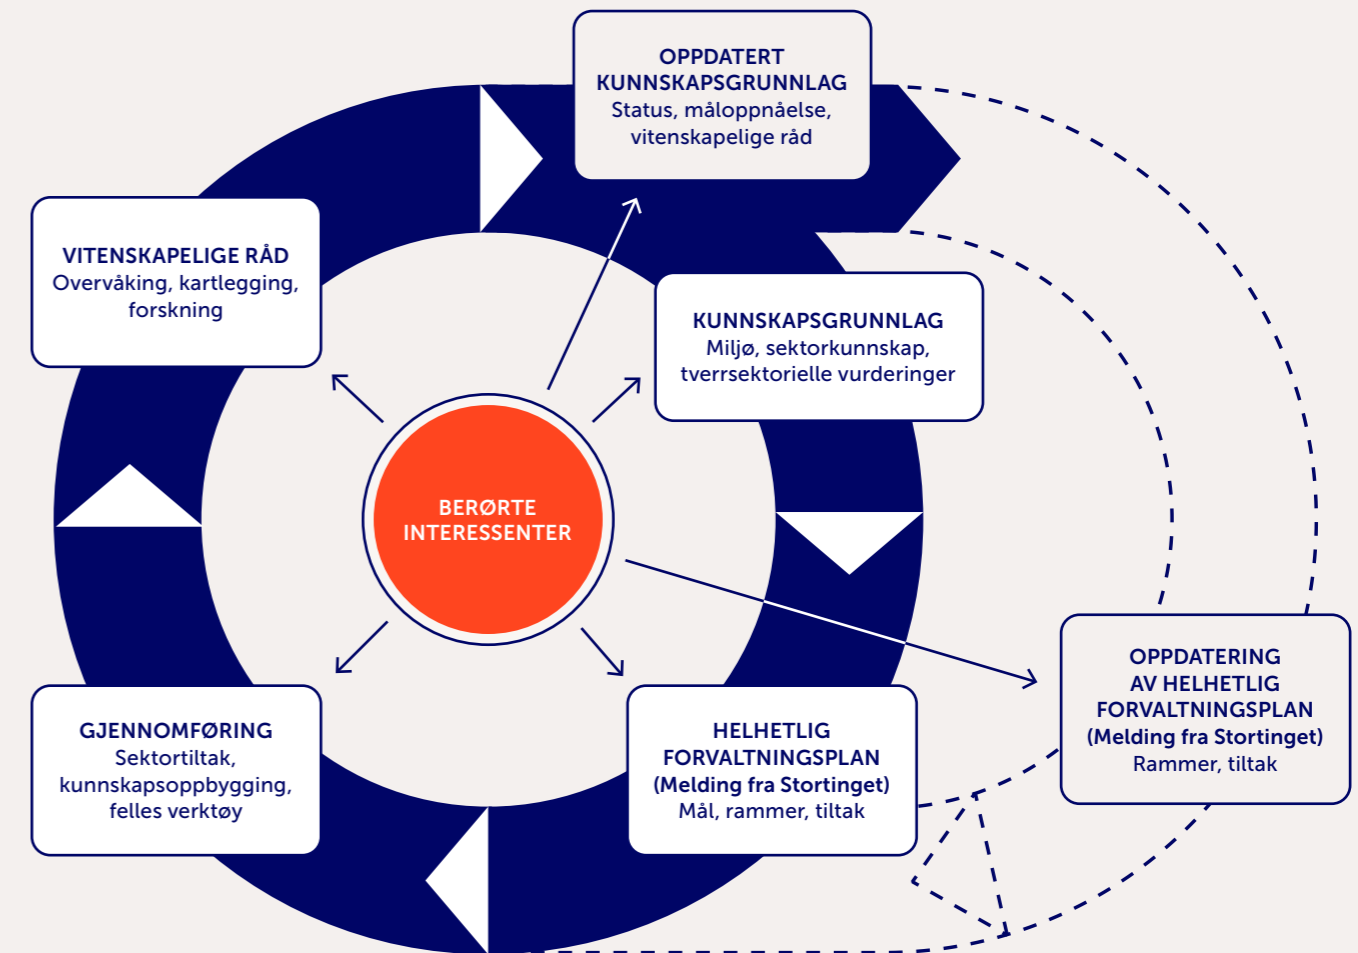 OPPDATERT
KUNNSKAPSGRUNNLAG
Status, måloppnåelse,
vitenskapelige råd
VITENSKAPELIGE RÅD
Overvåking, kartlegging,
forskning
KUNNSKAPSGRUNNLAG
Miljø, sektorkunnskap,
tverrsektorielle vurderinger
BERØRTE
INTERESSENTER
OPPDATERING
AV HELHETLIG
FORVALTNINGSPLAN
(Melding fra Stortinget)
Rammer, tiltak
GJENNOMFØRING
Sektortiltak,
kunnskapsoppbygging,
felles verktøy
HELHETLIG
FORVALTNINGSPLAN
(Melding fra Stortinget)
Mål, rammer, tiltak